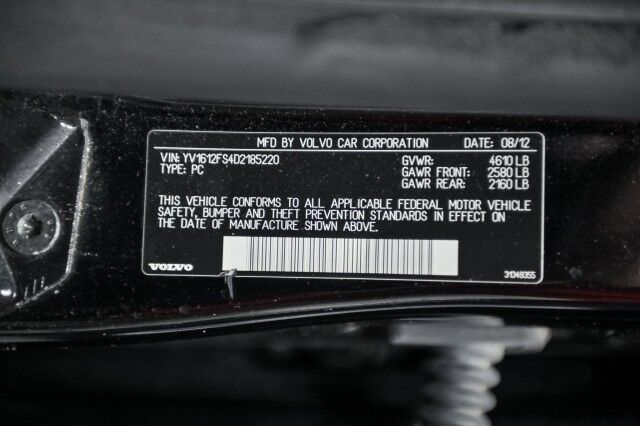 MFD BY VOLVO CAR CORPORATION DATE: 08/12
VIN: YV1612FS4D2185220 GVWR: 4610 LB
TYPE: PC GAWR FRONT: 2580 LB
GAWR REAR: 2160 LB
THIS VEHICLE CONFORMS TO ALL APPLICABLE FEDERAL MOTOR VEHICLE
SAFETY, BUMPER AND THEFT PREVENTION STANDARDS IN EFFECT ON
THE DATE OF MANUFACTURE SHOWN ABOVE.
VOLVO 31349355